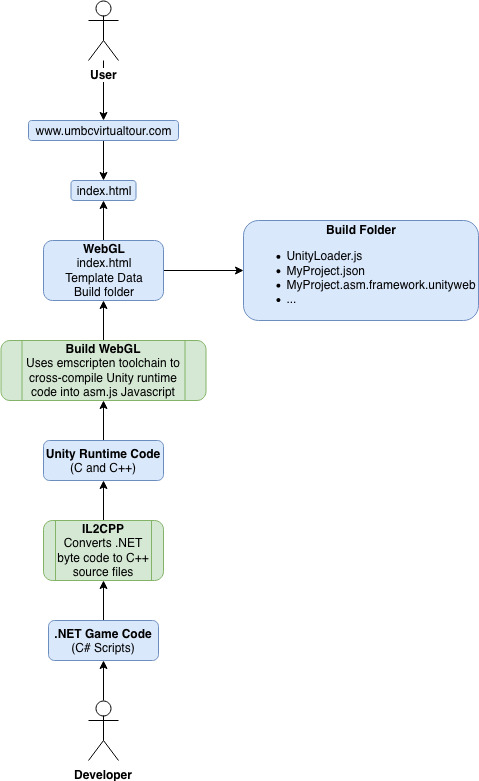 User
www.umbcvirtualtour.com
index.html
WebGL
index.html
Template Data
Build folder
Build Folder
• UnityLoader.js
• MyProject.json
• MyProject.asm.framework.unityweb
• ...
Build WebGL
Uses emscripten toolchain to
cross-compile Unity runtime
code into asm.js Javascript
Unity Runtime Code
(C and C++)
IL2CPP
Converts .NET
byte code to C++
source files
.NET Game Code
(C# Scripts)
Developer